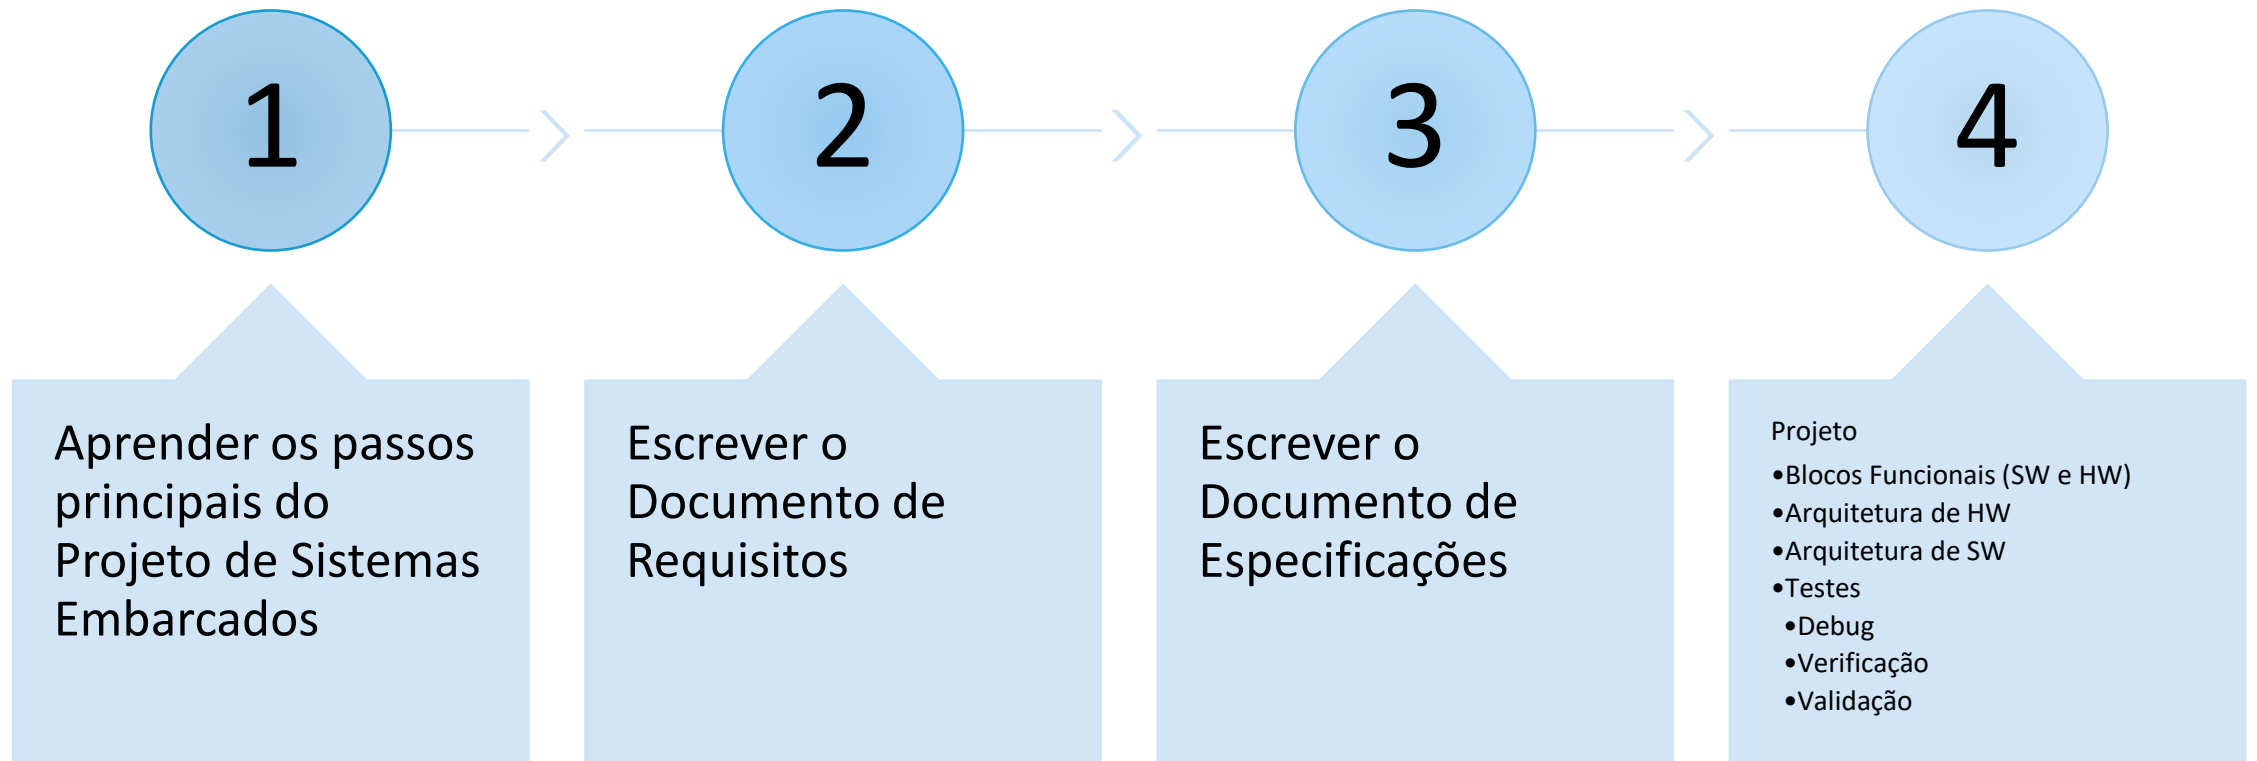 1
2
3
4
Aprender os passos
principais do
Projeto de Sistemas
Embarcados
Escrever o
Documento de
Requisitos
Escrever o
Documento de
Especificações
Projeto
•Blocos Funcionais (SW e HW)
•Arquitetura de HW
•Arquitetura de SW
•Testes
•Debug
•Verificação
•Validação